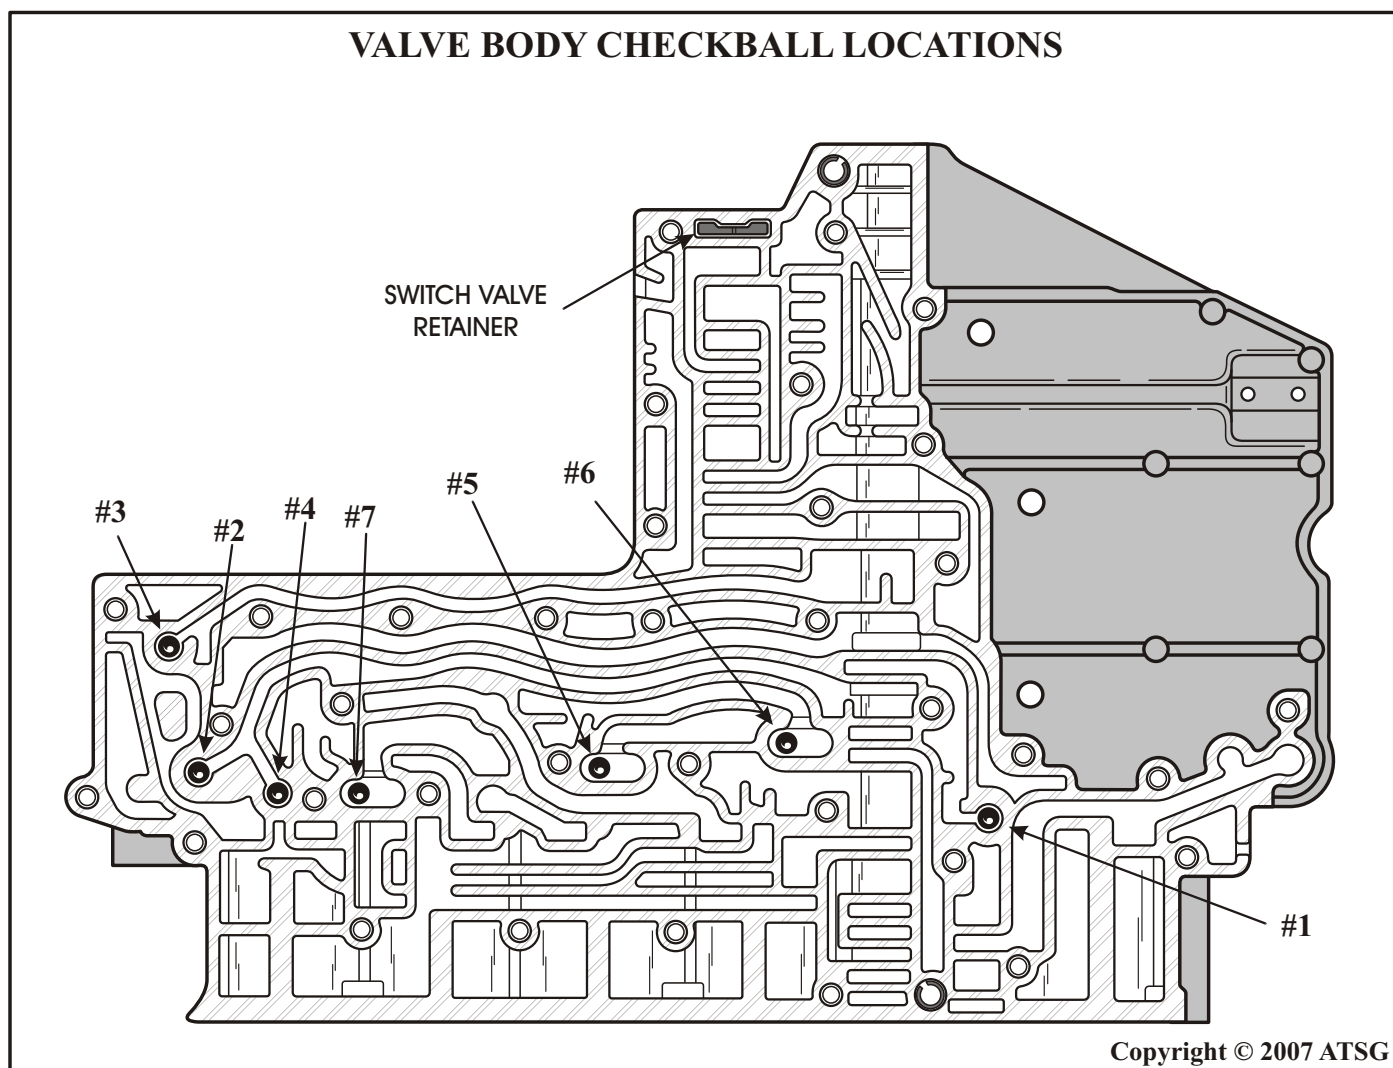 VALVE BODY CHECKBALL LOCATIONS
SWITCH VALVE
RETAINER
#6
#5
#4
#3
#7
#2
#1
Copyright © 2007 ATSG